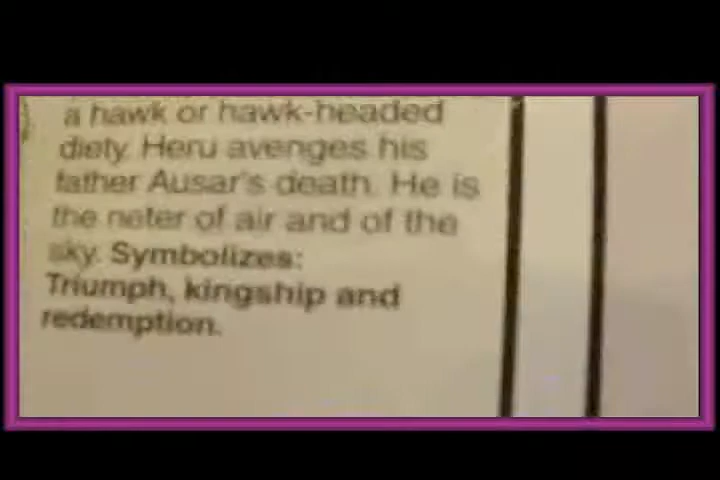 a hawk or hawk-headed
diety. Heru avenges his
father Ausar's death. He is
the neter of air and of the
sky. Symbolizes:
Triumph, kingship and
redemption.